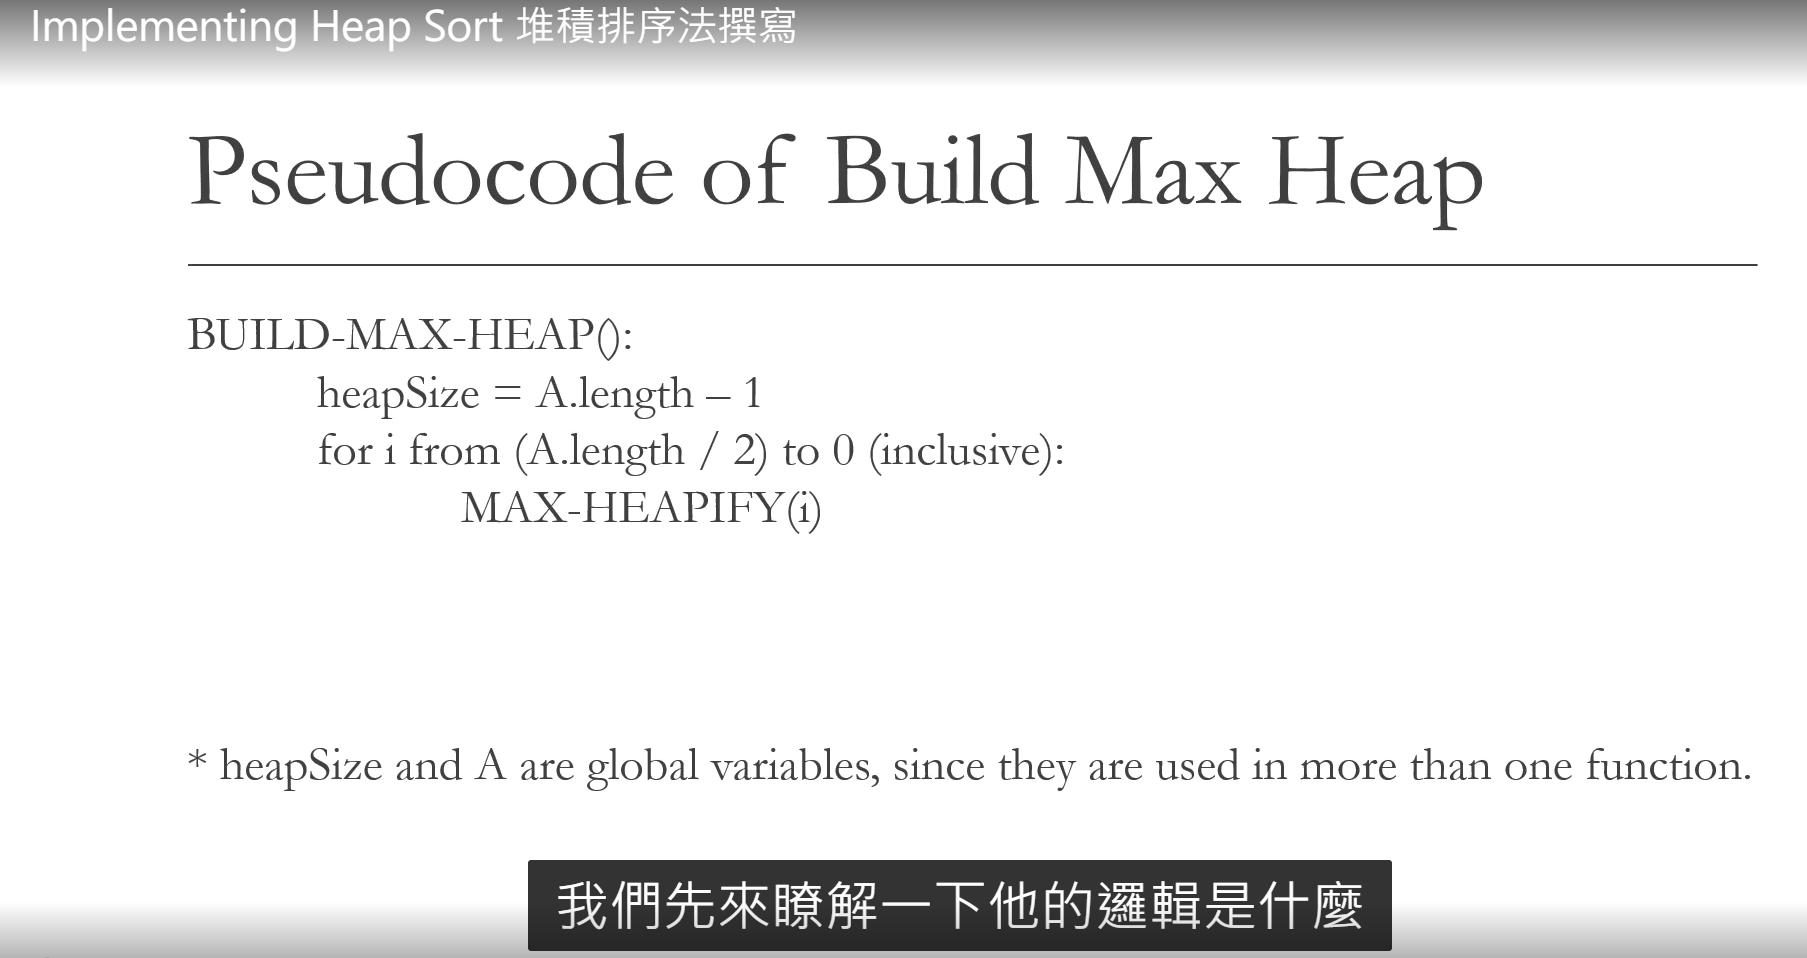 Implementing Heap Sort 堆積排序法撰寫
Pseudocode of Build Max Heap
BUILD-MAX-HEAP():
heapSize = A.length – 1
for i from (A.length / 2) to 0 (inclusive):
MAX-HEAPIFY(i)
* heapSize and A are global variables, since they are used in more than one function.
我們先來瞭解一下他的邏輯是什麼